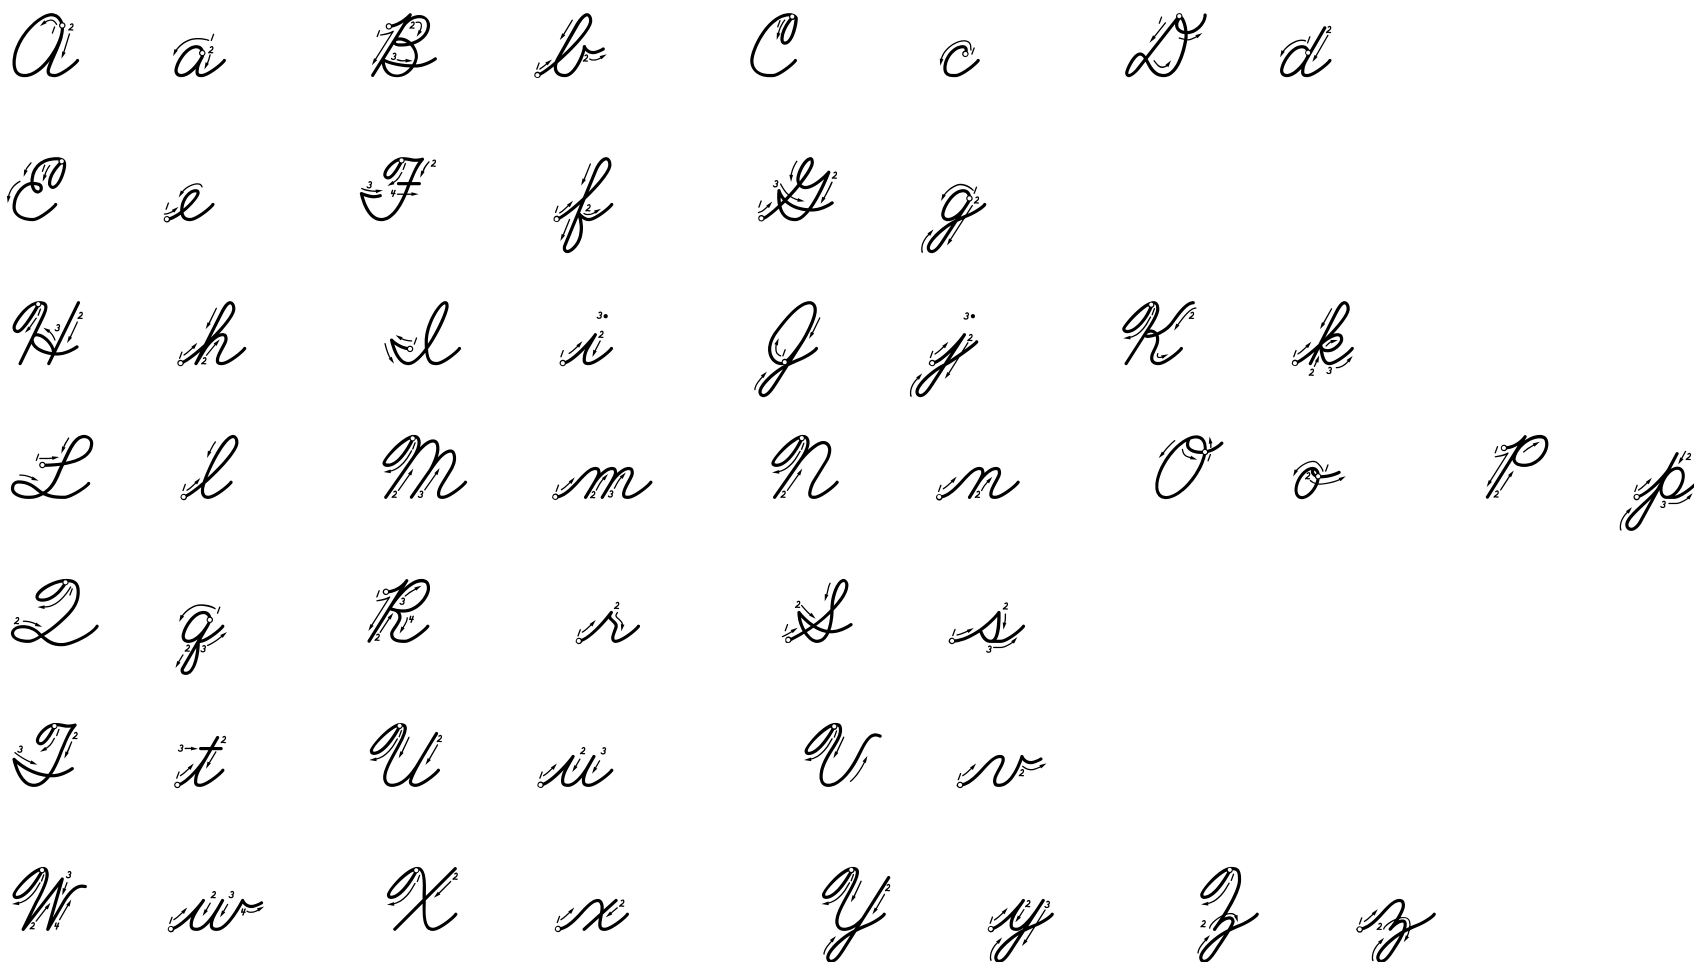 A a B b C c D d
E e F f G g
H h I i J j K k
L l M m N n O o P p
Q q R r S s
T t U u V v
W w X x Y y Z z